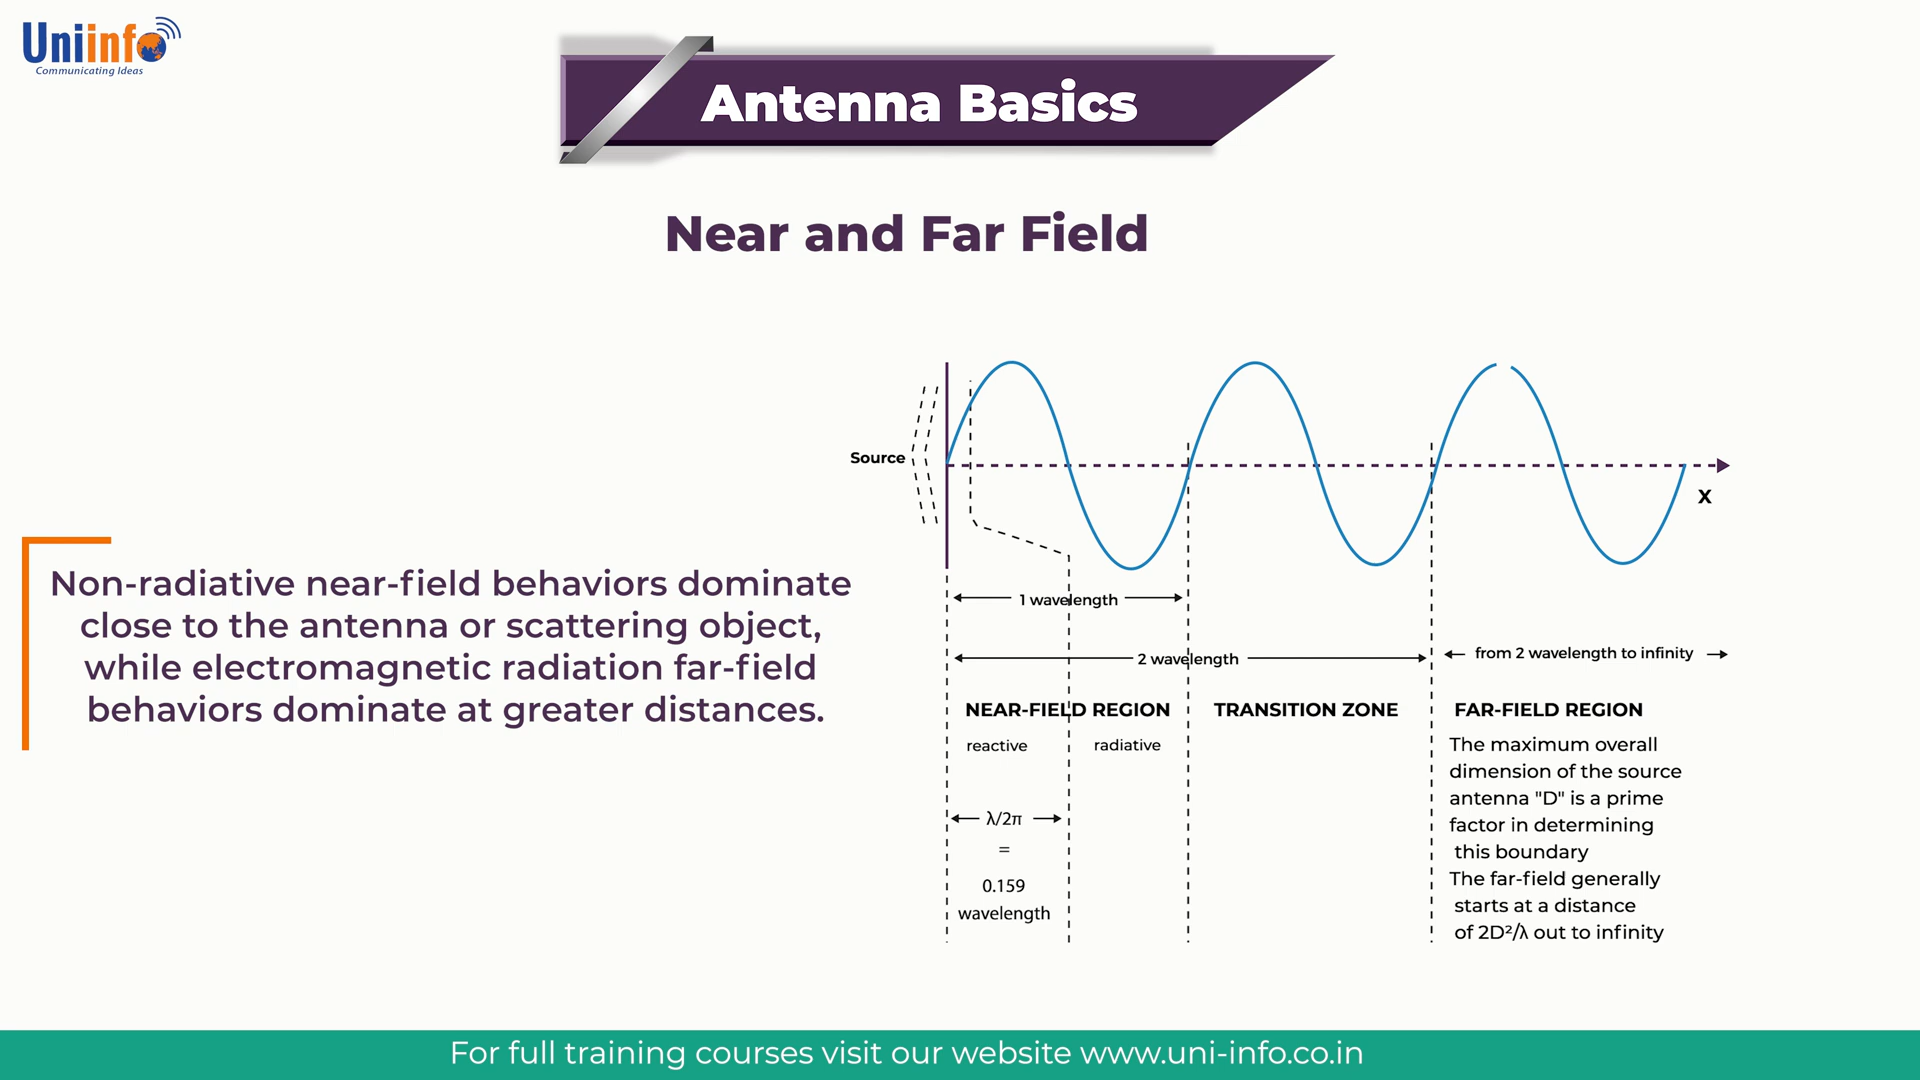 Uniinfo
Communicating Ideas
Antenna Basics
Near and Far Field
Non-radiative near-field behaviors dominate
close to the antenna or scattering object,
while electromagnetic radiation far-field
behaviors dominate at greater distances.
Source
X
1 wavelength
2 wavelength
from 2 wavelength to infinity
NEAR-FIELD REGION
reactive
radiative
λ/2π
=
0.159
wavelength
TRANSITION ZONE
FAR-FIELD REGION
The maximum overall
dimension of the source
antenna "D" is a prime
factor in determining
this boundary
The far-field generally
starts at a distance
of 2D²/λ out to infinity
For full training courses visit our website www.uni-info.co.in